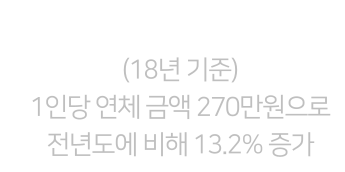 (18년 기준)
1인당 연체 금액 270만원으로
전년도에 비해 13.2% 증가